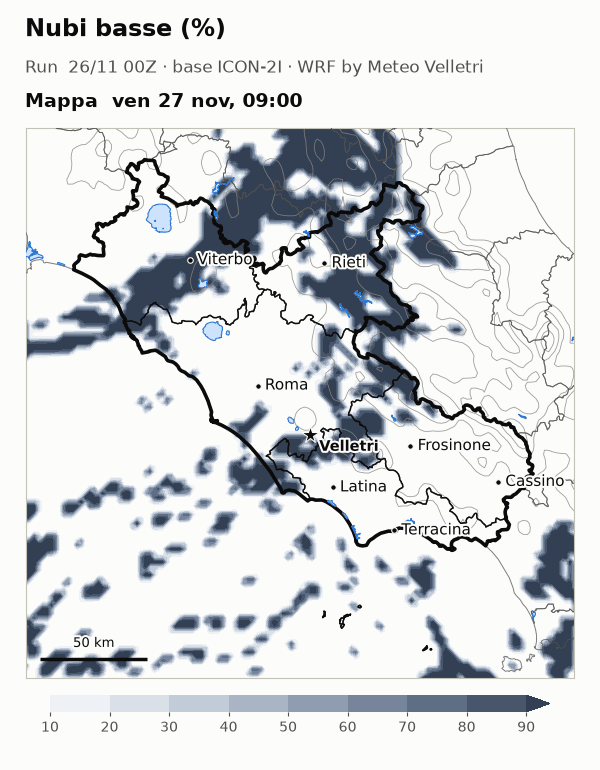 Nubi basse (%)
Run  26/11 00Z · base ICON-2I · WRF by Meteo Velletri
Mappa  ven 27 nov, 09:00
Viterbo
Rieti
Roma
Velletri
Frosinone
Latina
Cassino
Terracina
50 km
10 20 30 40 50 60 70 80 90